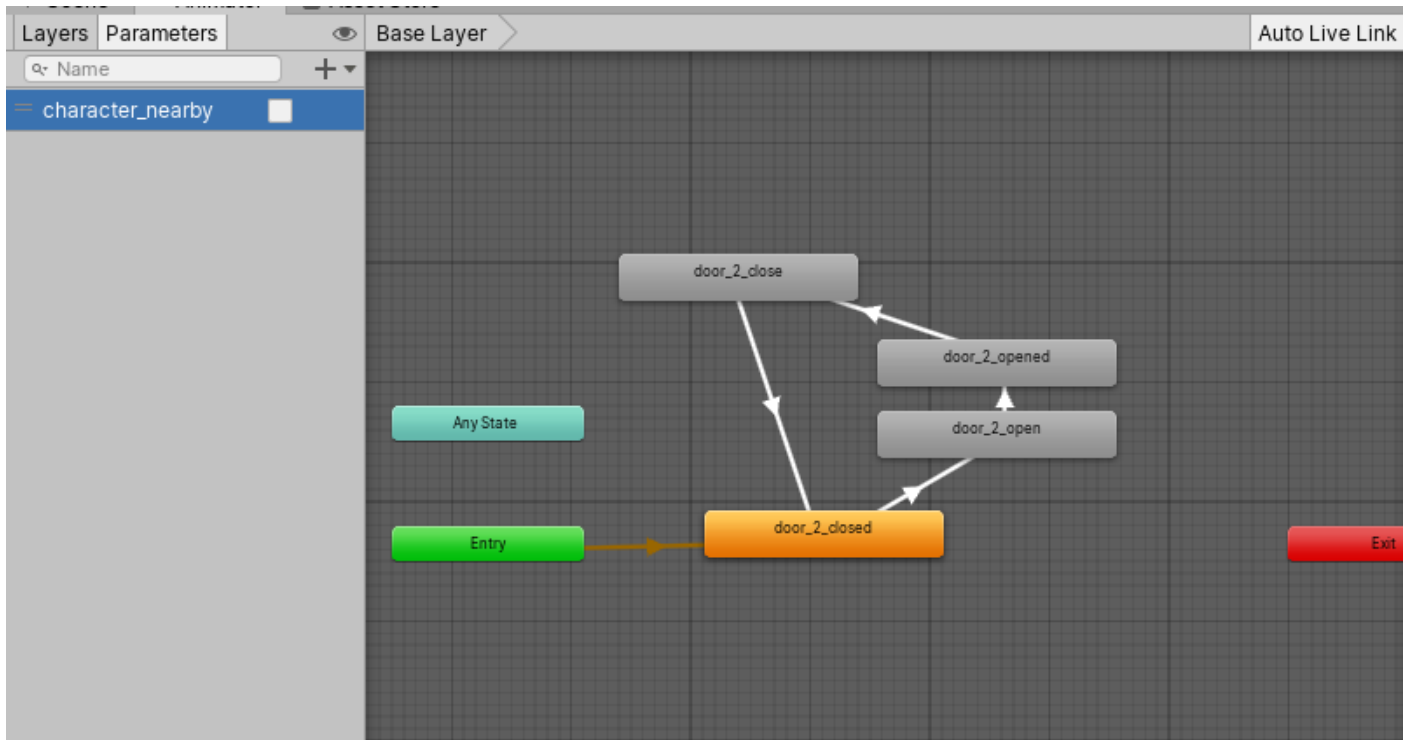 Layers Parameters
Base Layer
Auto Live Link
Name
character_nearby
door_2_close
door_2_opened
Any State
door_2_open
door_2_closed
Entry
Exit